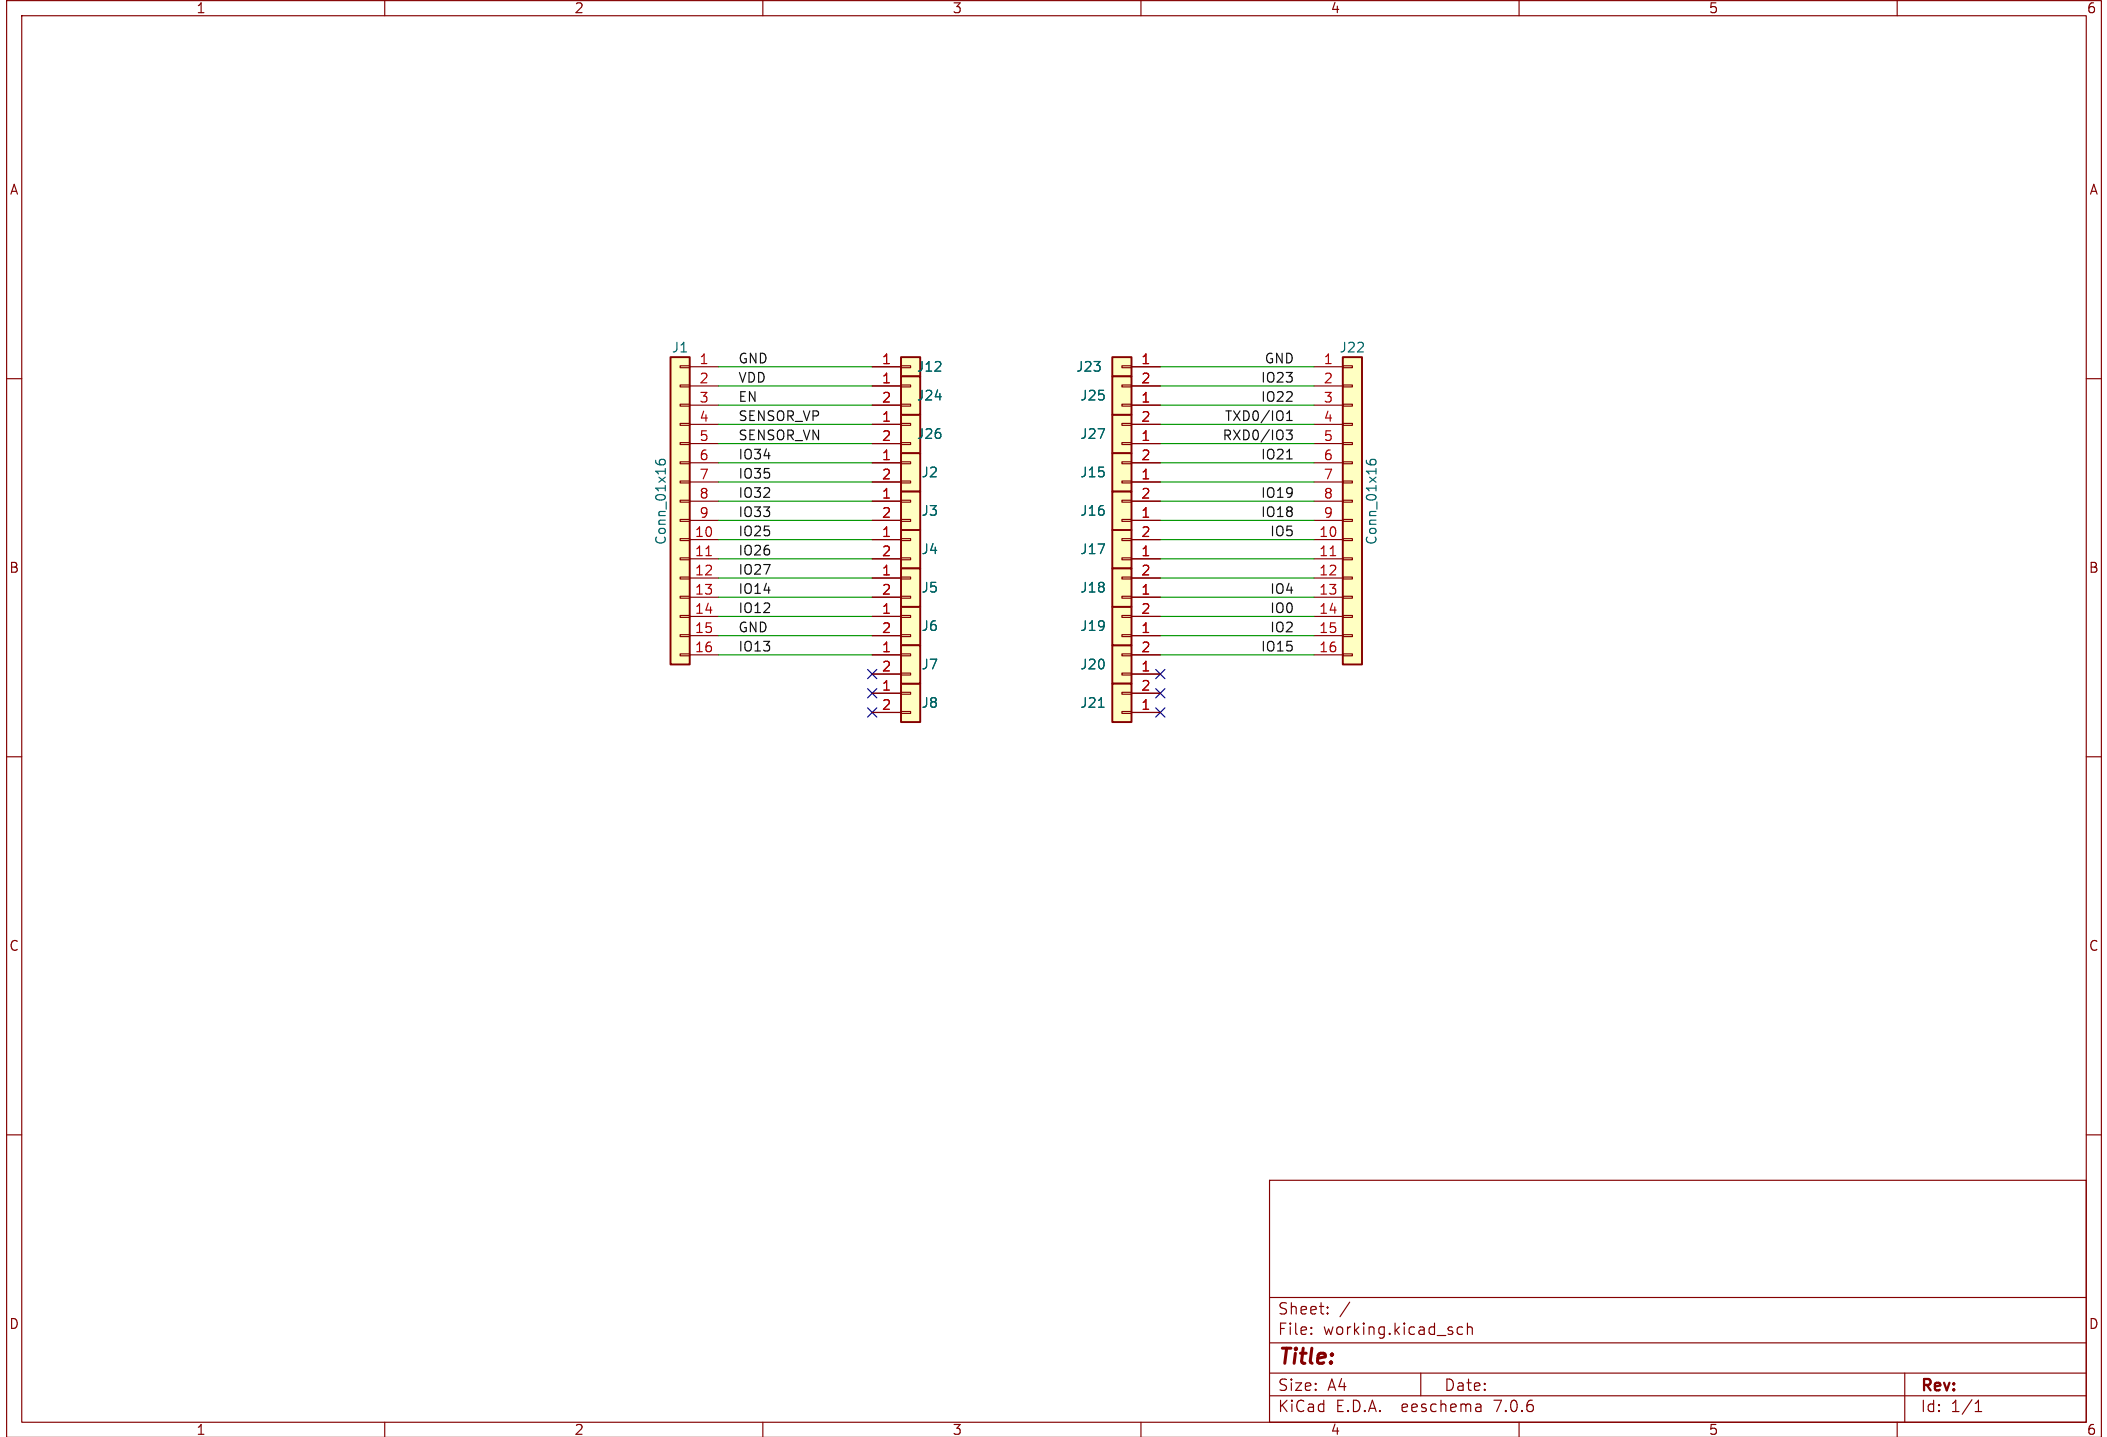 1 2 3 4 5 6
A A
J1 J22
1 GND 1 J12 J23 1 GND 1
2 VDD 1 2 IO23 2
3 EN 2 J24 J25 1 IO22 3
4 SENSOR_VP 1 2 TXD0/IO1 4
5 SENSOR_VN 2 J26 J27 1 RXD0/IO3 5
6 IO34 1 2 IO21 6
7 IO35 2 J2 J15 1 7
8 IO32 1 2 IO19 8
Conn_01x16 Conn_01x16
9 IO33 2 J3 J16 1 IO18 9
10 IO25 1 2 IO5 10
11 IO26 2 J4 J17 1 11
B B
12 IO27 1 2 12
13 IO14 2 J5 J18 1 IO4 13
14 IO12 1 2 IO0 14
15 GND 2 J6 J19 1 IO2 15
16 IO13 1 2 IO15 16
2 J7 J20 1
1 2
2 J8 J21 1
C C
Sheet: /
D D
File: working.kicad_sch
Title:
Size: A4 Date: Rev:
KiCad E.D.A. eeschema 7.0.6 Id: 1/1
1 2 3 4 5 6